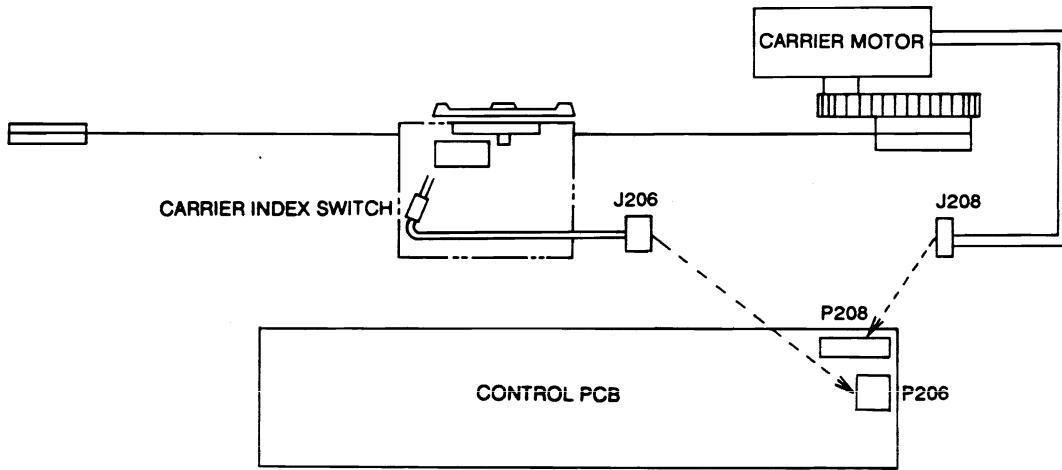 CARRIER MOTOR
CARRIER INDEX SWITCH
J206
J208
P208
CONTROL PCB
P206